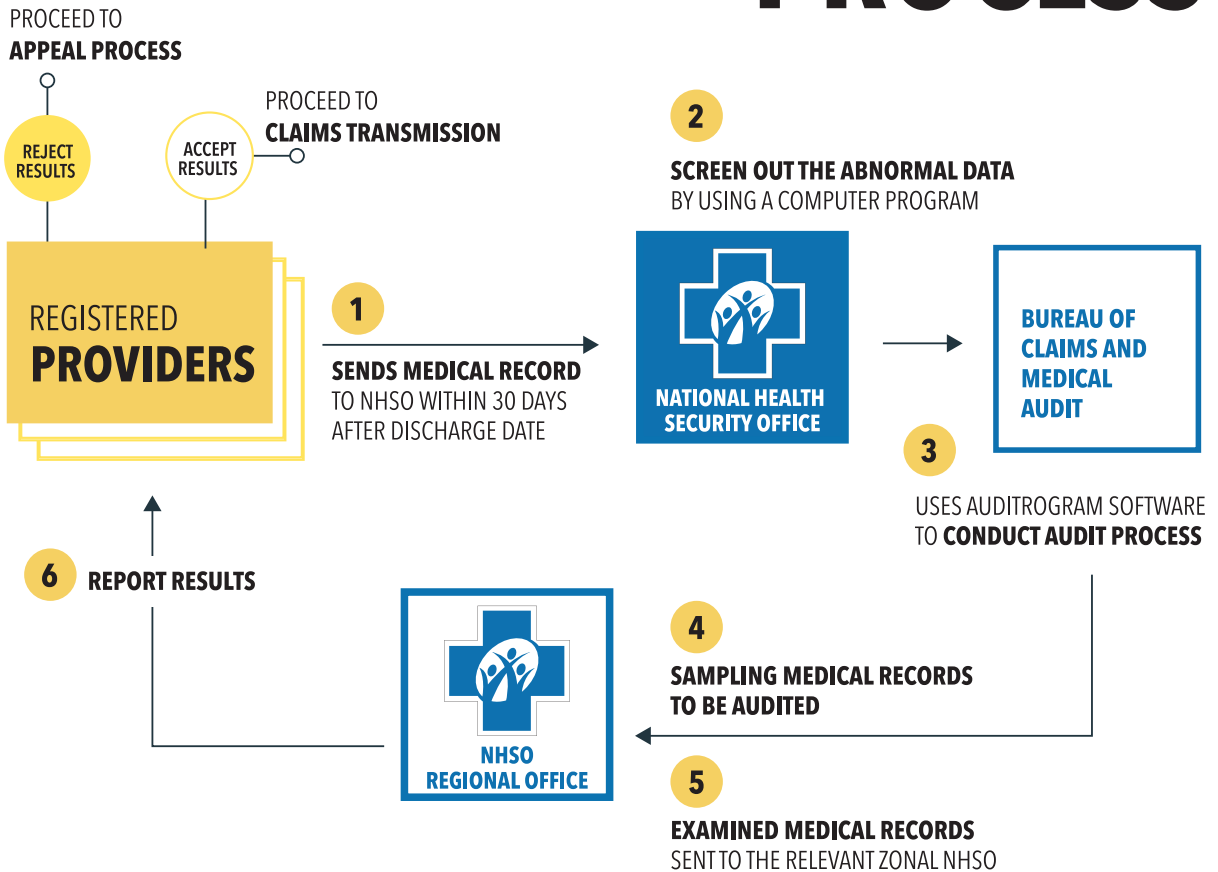 PROCESS
PROCEED TO
APPEAL PROCESS
REJECT
RESULTS
ACCEPT
RESULTS
PROCEED TO
CLAIMS TRANSMISSION
REGISTERED
PROVIDERS
1
SENDS MEDICAL RECORD
TO NHSO WITHIN 30 DAYS
AFTER DISCHARGE DATE
2
SCREEN OUT THE ABNORMAL DATA
BY USING A COMPUTER PROGRAM
NATIONAL HEALTH
SECURITY OFFICE
BUREAU OF
CLAIMS AND
MEDICAL
AUDIT
3
USES AUDITROGRAM SOFTWARE
TO CONDUCT AUDIT PROCESS
4
SAMPLING MEDICAL RECORDS
TO BE AUDITED
5
EXAMINED MEDICAL RECORDS
SENT TO THE RELEVANT ZONAL NHSO
NHSO
REGIONAL OFFICE
6
REPORT RESULTS